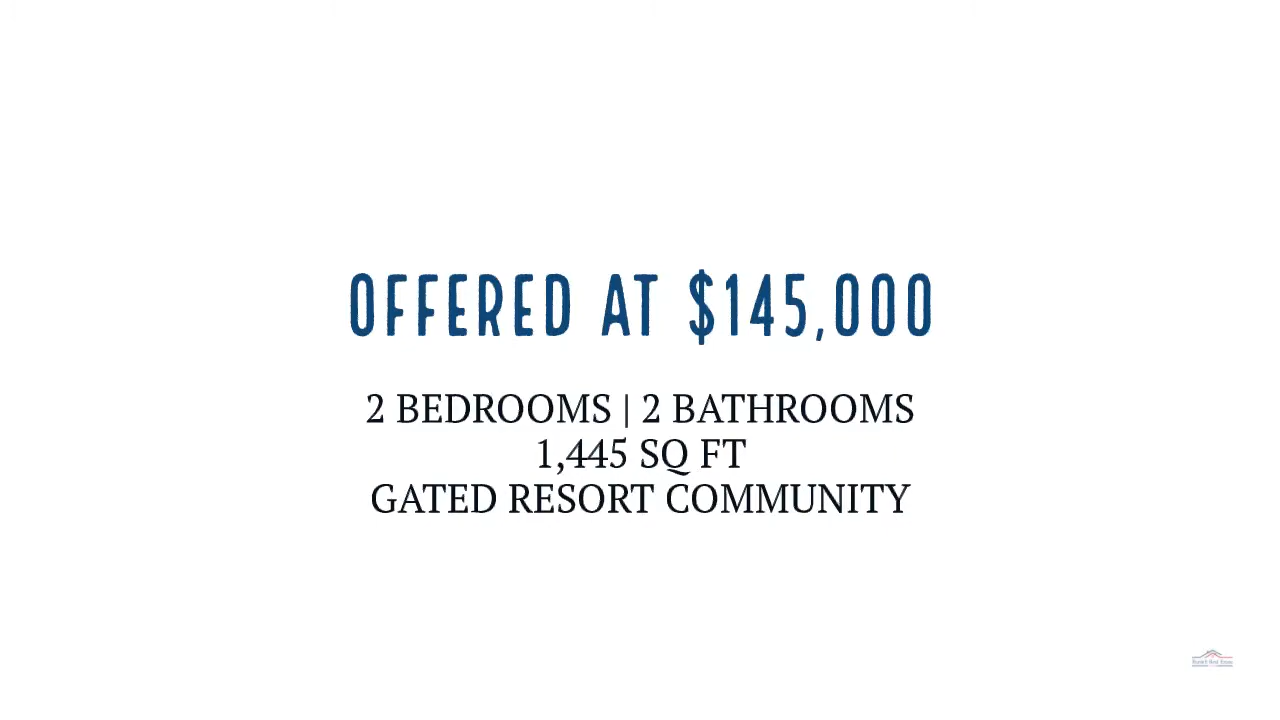 OFFERED AT $145,000
2 BEDROOMS | 2 BATHROOMS
1,445 SQ FT
GATED RESORT COMMUNITY